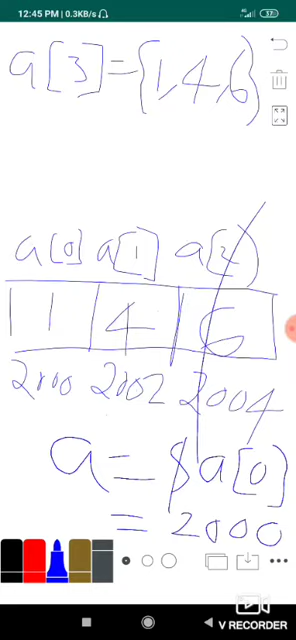 12:45 PM | 0.3KB/s
37
a[3]={1,4,6}
a[0] a[1] a[2]
1 4 6
2000 2002 2004
a = &a[0]
= 2000
V RECORDER